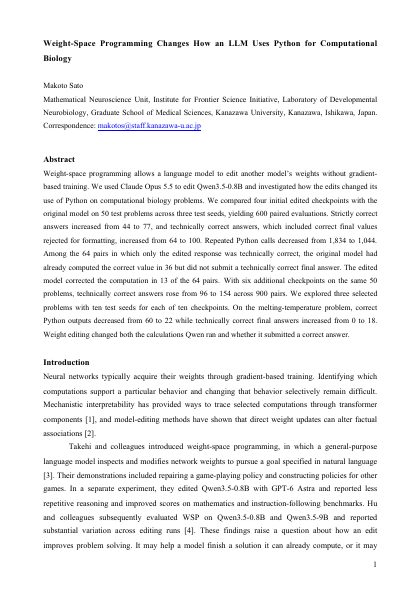 Weight-Space Programming Changes How an LLM Uses Python for Computational
Biology
Makoto Sato
Mathematical Neuroscience Unit, Institute for Frontier Science Initiative, Laboratory of Developmental
Neurobiology, Graduate School of Medical Sciences, Kanazawa University, Kanazawa, Ishikawa, Japan.
Correspondence: makotos@staff.kanazawa-u.ac.jp
Abstract
Weight-space programming allows a language model to edit another model's weights without gradient-
based training. We used Claude Opus 5.5 to edit Qwen3.5-0.8B and investigated how the edits changed its
use of Python on computational biology problems. We compared four initial edited checkpoints with the
original model on 50 test problems across three test seeds, yielding 600 paired evaluations. Strictly correct
answers increased from 44 to 77, and technically correct answers, which included correct final values
rejected for formatting, increased from 64 to 100. Repeated Python calls decreased from 1,834 to 1,044.
Among the 64 pairs in which only the edited response was technically correct, the original model had
already computed the correct value in 36 but did not submit a technically correct final answer. The edited
model corrected the computation in 13 of the 64 pairs. With six additional checkpoints on the same 50
problems, technically correct answers rose from 96 to 154 across 900 pairs. We explored three selected
problems with ten test seeds for each of ten checkpoints. On the melting-temperature problem, correct
Python outputs decreased from 60 to 22 while technically correct final answers increased from 0 to 18.
Weight editing changed both the calculations Qwen ran and whether it submitted a correct answer.
Introduction
Neural networks typically acquire their weights through gradient-based training. Identifying which
computations support a particular behavior and changing that behavior selectively remain difficult.
Mechanistic interpretability has provided ways to trace selected computations through transformer
components [1], and model-editing methods have shown that direct weight updates can alter factual
associations [2].
Takehi and colleagues introduced weight-space programming, in which a general-purpose
language model inspects and modifies network weights to pursue a goal specified in natural language
[3]. Their demonstrations included repairing a game-playing policy and constructing policies for other
games. In a separate experiment, they edited Qwen3.5-0.8B with GPT-6 Astra and reported less
repetitive reasoning and improved scores on mathematics and instruction-following benchmarks. Hu
and colleagues subsequently evaluated WSP on Qwen3.5-0.8B and Qwen3.5-9B and reported
substantial variation across editing runs [4]. These findings raise a question about how an edit
improves problem solving. It may help a model finish a solution it can already compute, or it may
1